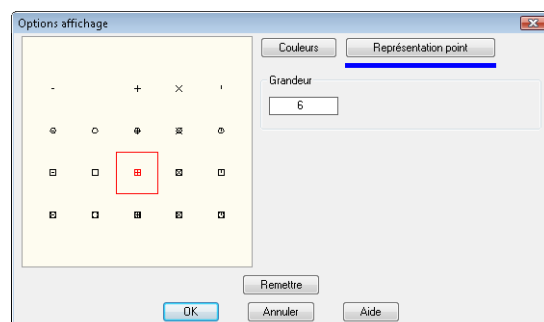 Options affichage
Couleurs
Représentation point
Grandeur
6
Remettre
OK
Annuler
Aide